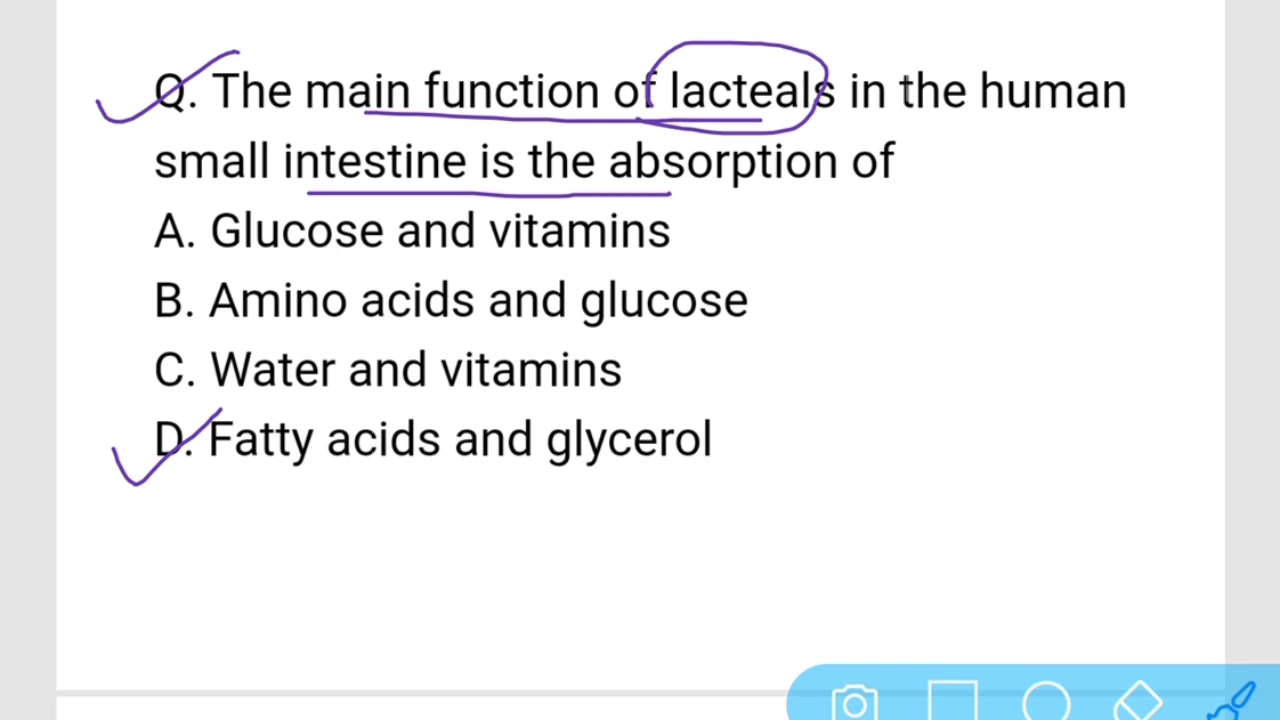 Q. The main function of lacteals in the human
small intestine is the absorption of
A. Glucose and vitamins
B. Amino acids and glucose
C. Water and vitamins
D. Fatty acids and glycerol